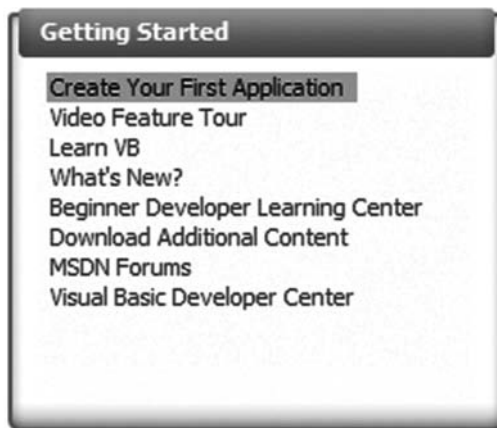 Getting Started
Create Your First Application
Video Feature Tour
Learn VB
What's New?
Beginner Developer Learning Center
Download Additional Content
MSDN Forums
Visual Basic Developer Center